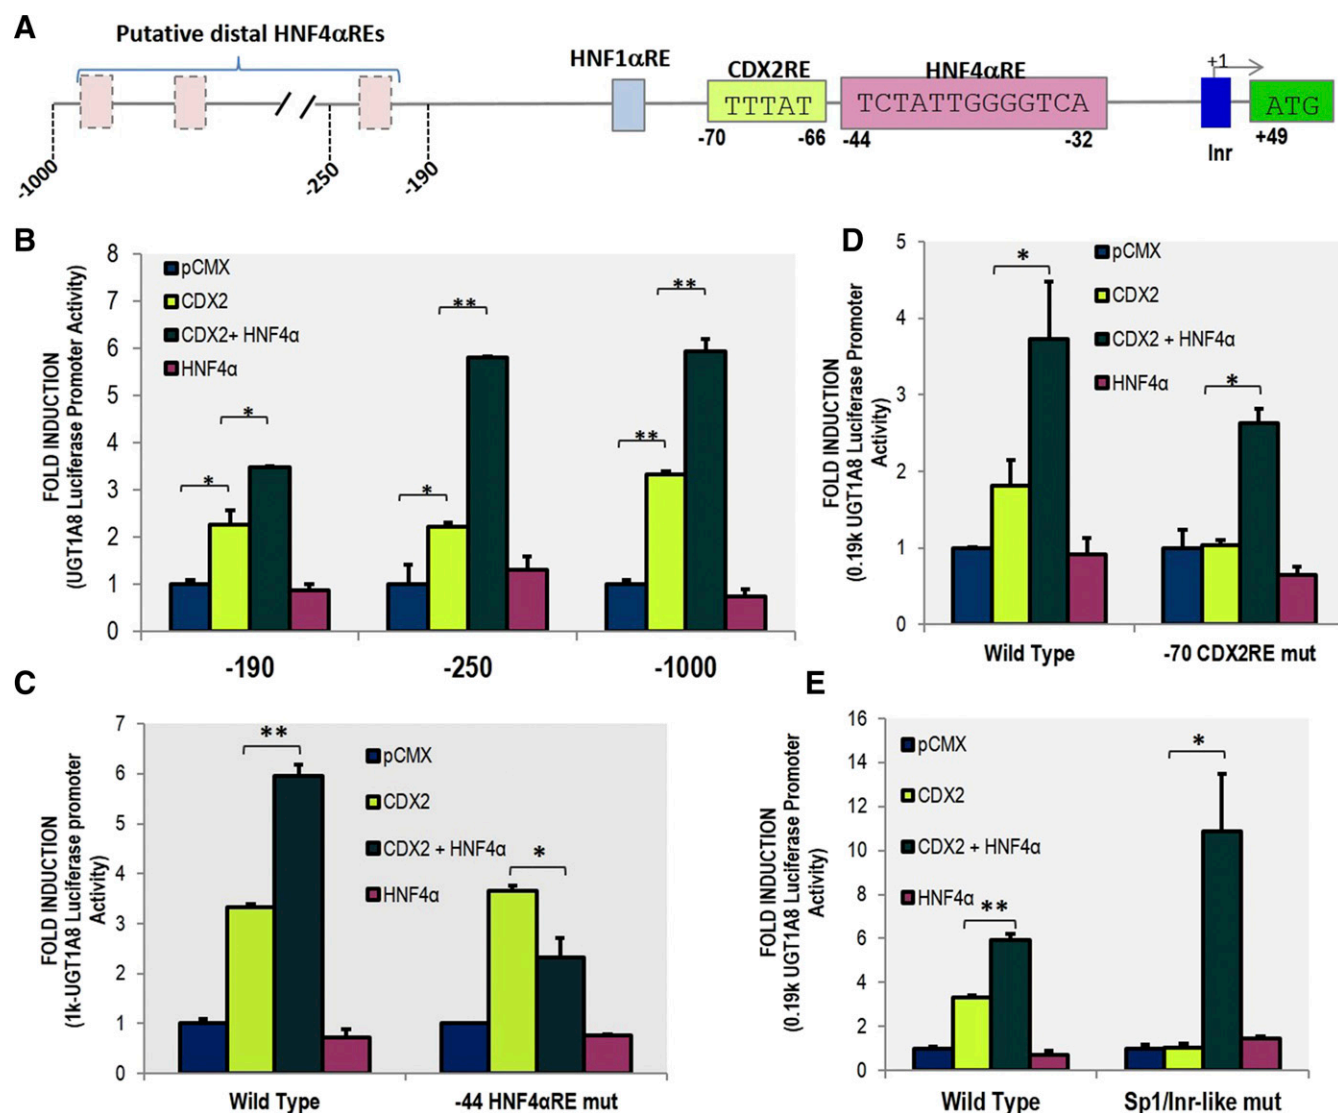 A
Putative distal HNF4αREs
HNF1αRE
CDX2RE
HNF4αRE
+1
TTTAT
TCTATTGGGGTCA
ATG
-70
-66
-44
-32
Inr
+49
-1000
-250
-190
B
FOLD INDUCTION
(UGT1A8 Luciferase Promoter Activity)
8
7
6
5
4
3
2
1
0
pCMX
CDX2
CDX2+ HNF4α
HNF4α
*
*
*
**
**
**
-190
-250
-1000
D
FOLD INDUCTION
(0.19k UGT1A8 Luciferase Promoter
Activity)
5
4
3
2
1
0
pCMX
CDX2
CDX2 + HNF4α
HNF4α
*
*
Wild Type
-70 CDX2RE mut
C
FOLD INDUCTION
(1k-UGT1A8 Luciferase promoter
Activity)
7
6
5
4
3
2
1
0
pCMX
CDX2
CDX2 + HNF4α
HNF4α
**
*
Wild Type
-44 HNF4αRE mut
E
FOLD INDUCTION
(0.19k UGT1A8 Luciferase Promoter
Activity)
16
14
12
10
8
6
4
2
0
pCMX
CDX2
CDX2 + HNF4α
HNF4α
**
*
Wild Type
Sp1/Inr-like mut